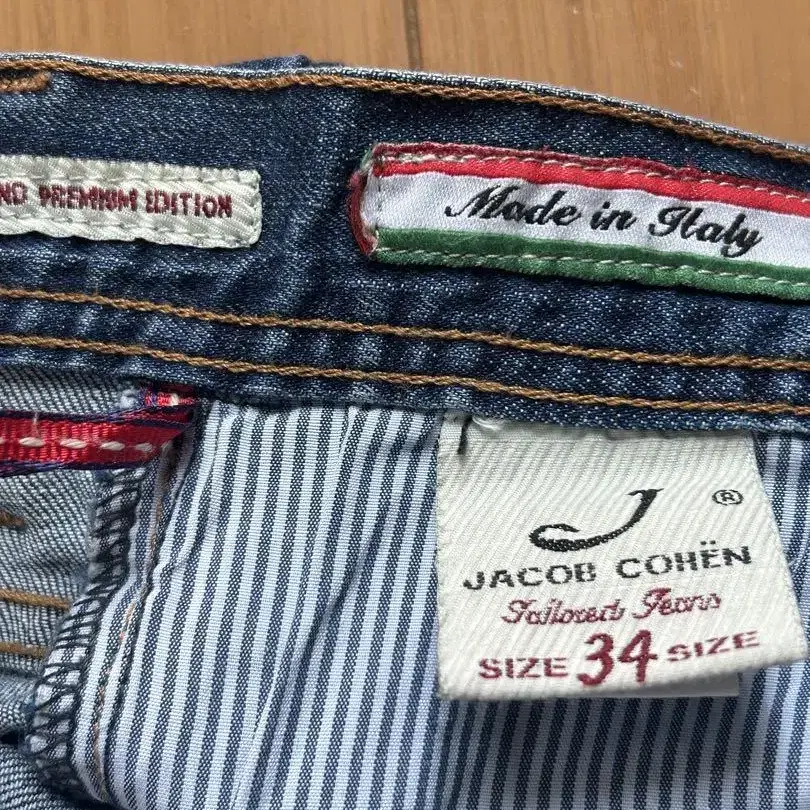 PREMIUM EDITION
Made in Italy
®
JACOB COHËN
Tailored Jeans
SIZE 34 SIZE